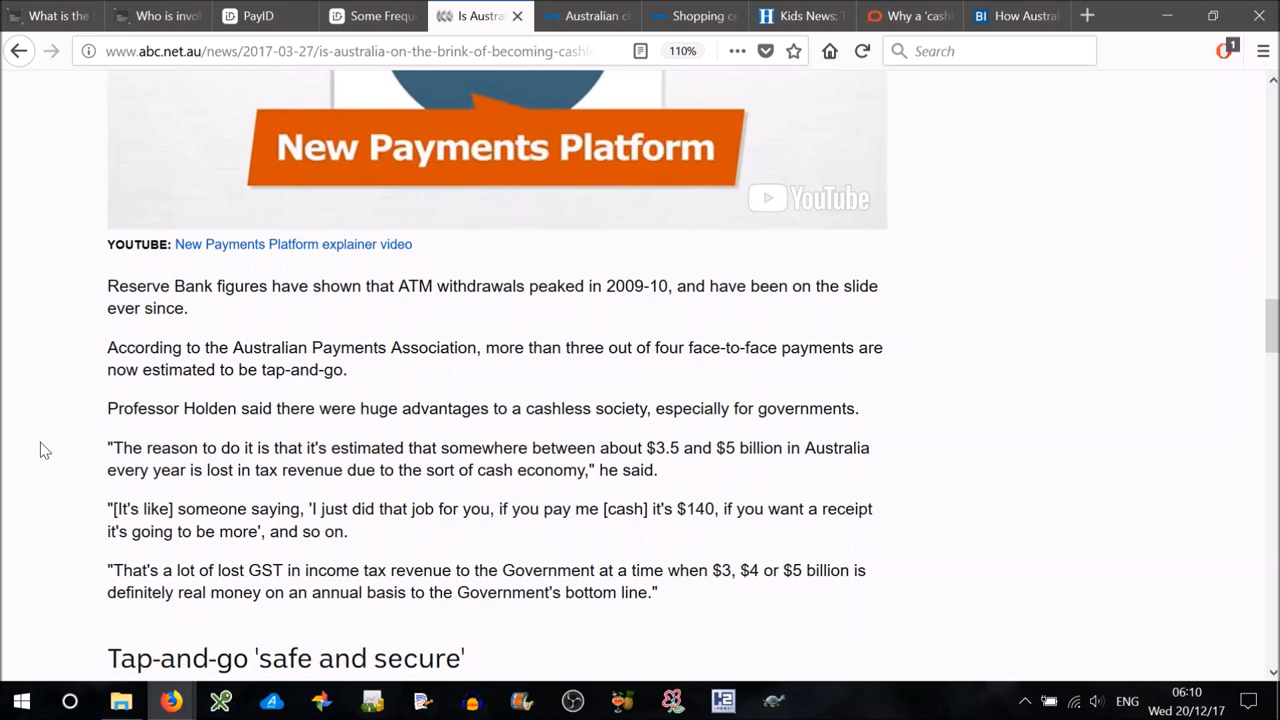 What is the
Who is invol
PayID
Some Freque
Is Austra
Australian ci
Shopping ce
Kids News: T
Why a 'cash
How Austral
www.abc.net.au/news/2017-03-27/is-australia-on-the-brink-of-becoming-cashle
110%
Search
1
New Payments Platform
YouTube
YOUTUBE: New Payments Platform explainer video
Reserve Bank figures have shown that ATM withdrawals peaked in 2009-10, and have been on the slide
ever since.
According to the Australian Payments Association, more than three out of four face-to-face payments are
now estimated to be tap-and-go.
Professor Holden said there were huge advantages to a cashless society, especially for governments.
"The reason to do it is that it's estimated that somewhere between about $3.5 and $5 billion in Australia
every year is lost in tax revenue due to the sort of cash economy," he said.
"[It's like] someone saying, 'I just did that job for you, if you pay me [cash] it's $140, if you want a receipt
it's going to be more', and so on.
"That's a lot of lost GST in income tax revenue to the Government at a time when $3, $4 or $5 billion is
definitely real money on an annual basis to the Government's bottom line."
Tap-and-go 'safe and secure'
ENG
06:10
Wed 20/12/17